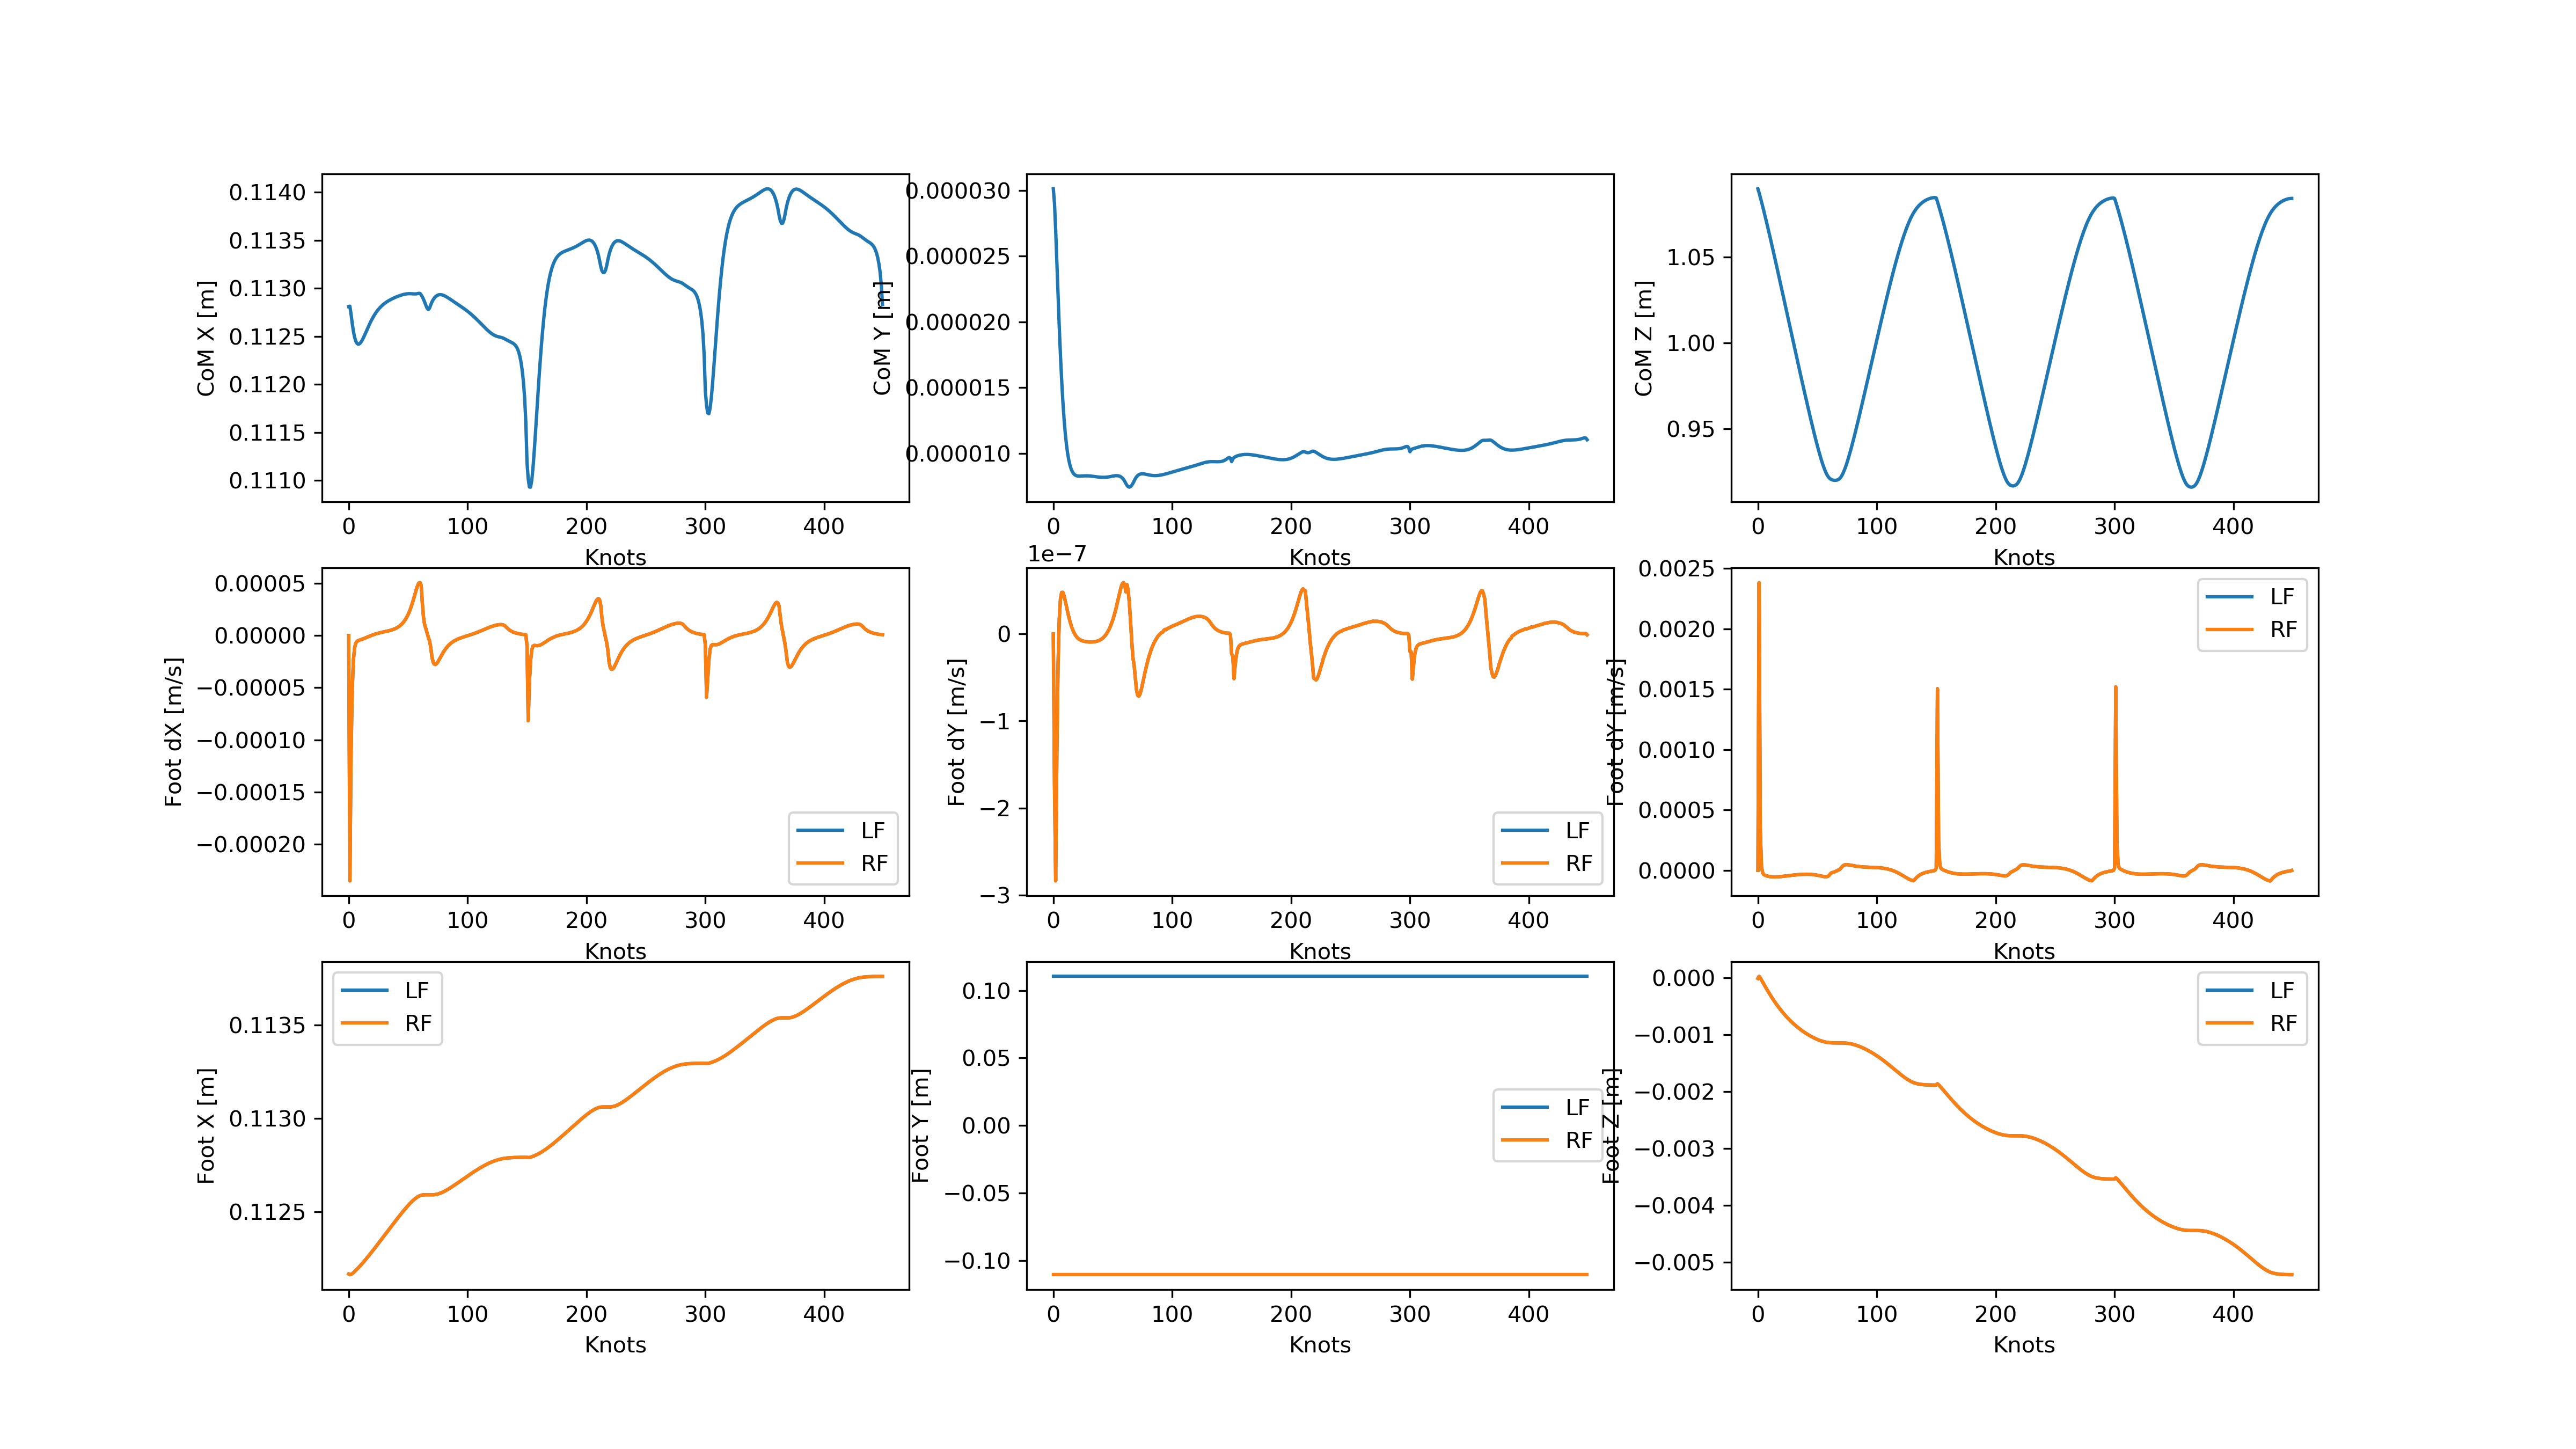 CoM X [m]
0.1140
0.1135
0.1130
0.1125
0.1120
0.1115
0.1110
0 100 200 300 400
Knots
CoM Y [m]
0.000030
0.000025
0.000020
0.000015
0.000010
0 100 200 300 400
Knots
CoM Z [m]
1.05
1.00
0.95
0 100 200 300 400
Knots
Foot dX [m/s]
0.00005
0.00000
−0.00005
−0.00010
−0.00015
−0.00020
LF
RF
0 100 200 300 400
Knots
1e−7
Foot dY [m/s]
0
−1
−2
−3
LF
RF
0 100 200 300 400
Knots
Foot dY [m/s]
0.0025
0.0020
0.0015
0.0010
0.0005
0.0000
LF
RF
0 100 200 300 400
Knots
Foot X [m]
0.1135
0.1130
0.1125
LF
RF
0 100 200 300 400
Knots
Foot Y [m]
0.10
0.05
0.00
−0.05
−0.10
LF
RF
0 100 200 300 400
Knots
Foot Z [m]
0.000
−0.001
−0.002
−0.003
−0.004
−0.005
LF
RF
0 100 200 300 400
Knots